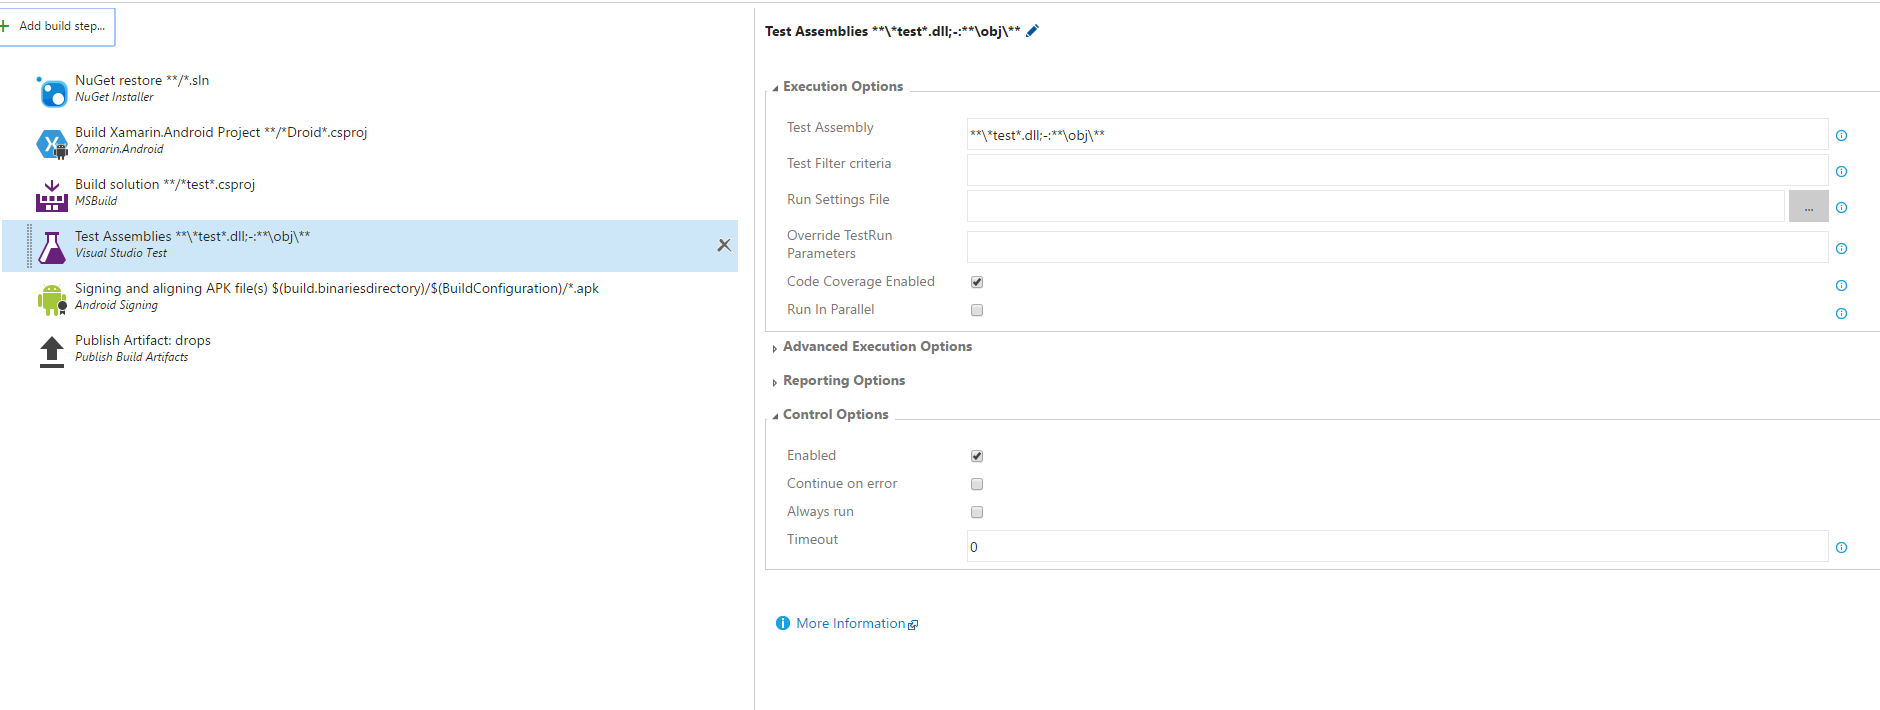 Add build step...
NuGet restore **/*.sln
NuGet Installer
Build Xamarin.Android Project **/*Droid*.csproj
Xamarin.Android
Build solution **/*test*.csproj
MSBuild
Test Assemblies **\*test*.dll;-:**\obj\**
Visual Studio Test
Signing and aligning APK file(s) $(build.binariesdirectory)/$(BuildConfiguration)/*.apk
Android Signing
Publish Artifact: drops
Publish Build Artifacts
Test Assemblies **\*test*.dll;-:**\obj\**
Execution Options
Test Assembly
**\*test*.dll;-:**\obj\**
Test Filter criteria
Run Settings File
...
Override TestRun
Parameters
Code Coverage Enabled
Run In Parallel
Advanced Execution Options
Reporting Options
Control Options
Enabled
Continue on error
Always run
Timeout
0
More Information